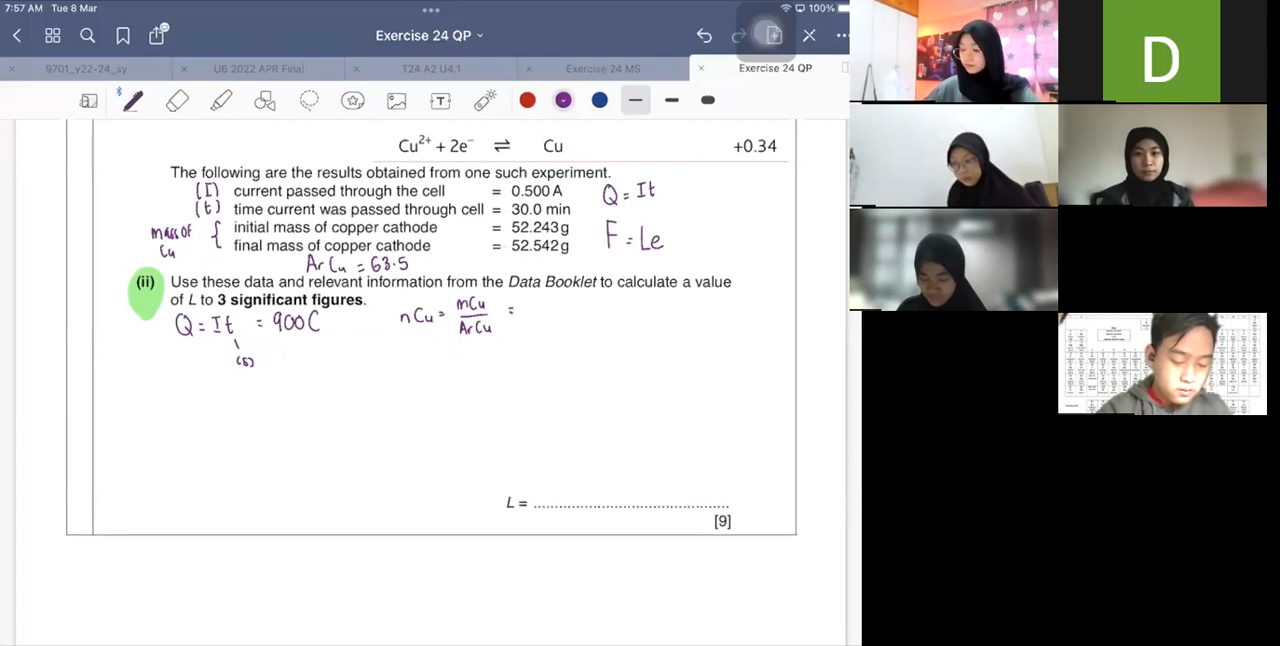 7:57 AM Tue 8 Mar
100%
Exercise 24 QP
9701_y22-24_sy
U6 2022 APR Final
T24 A2 U4.1
Exercise 24 MS
Exercise 24 QP
T
Cu²⁺ + 2e⁻ ⇌ Cu +0.34
The following are the results obtained from one such experiment.
(I) current passed through the cell = 0.500 A
Q = It
(t) time current was passed through cell = 30.0 min
mass of Cu { initial mass of copper cathode = 52.243 g
F = Le
final mass of copper cathode = 52.542 g
Ar Cu = 63.5
(ii) Use these data and relevant information from the Data Booklet to calculate a value
of L to 3 significant figures.
Q = It = 900C
(s)
nCu = mCu / ArCu =
L = ..........................................
[9]
D